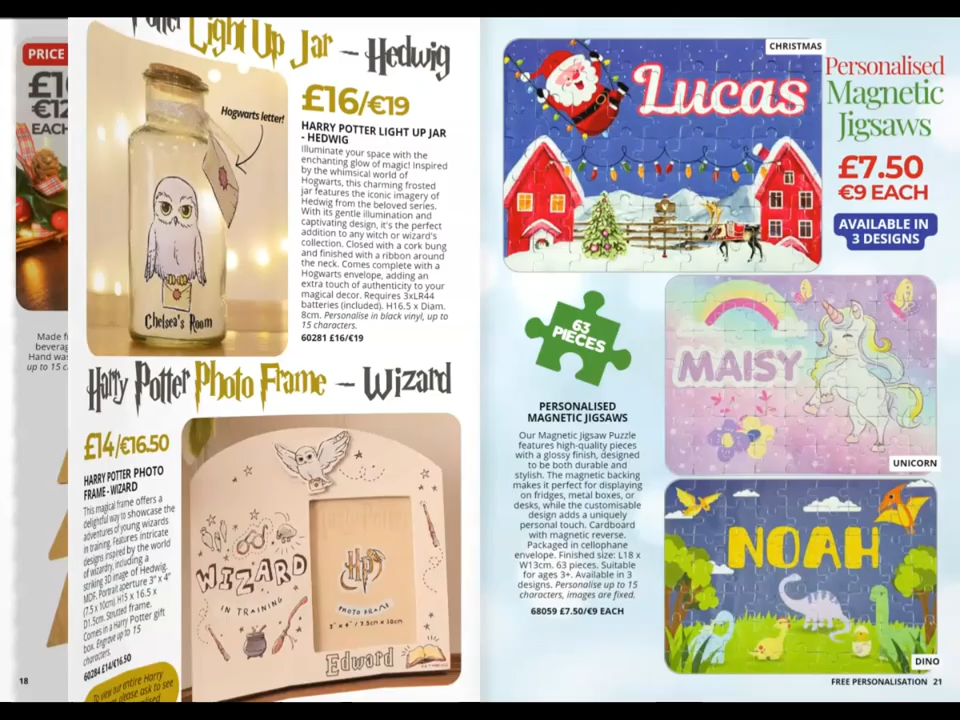 PRICE
£1
€12
EACH
Made f
beverag
Hand was
up to 15 c
18
Potter Light Up Jar – Hedwig
Hogwarts letter!
Chelsea's Room
£16/€19
HARRY POTTER LIGHT UP JAR
- HEDWIG
Illuminate your space with the
enchanting glow of magic! Inspired
by the whimsical world of
Hogwarts, this charming frosted
jar features the iconic imagery of
Hedwig from the beloved series.
With its gentle illumination and
captivating design, it's the perfect
addition to any witch or wizard's
collection. Closed with a cork bung
and finished with a ribbon around
the neck. Comes complete with a
Hogwarts envelope, adding an
extra touch of authenticity to your
magical decor. Requires 3xLR44
batteries (included). H16.5 x Diam.
8cm. Personalise in black vinyl, up to
15 characters.
60281 £16/€19
Harry Potter Photo Frame – Wizard
£14/€16.50
HARRY POTTER PHOTO
FRAME - WIZARD
This magical frame offers a
delightful way to showcase the
adventures of young wizards
in training. Features intricate
designs inspired by the world
of wizardry, including a
striking 3D image of Hedwig.
MDF. Portrait aperture 3" x 4"
(7.5 x 10cm) H15 x 16.5 x
D1.5cm. Strutted frame.
Comes in a Harry Potter gift
box. Engrave up to 15
characters.
60284 £14/€16.50
To view our entire Harry
please ask to see
WIZARD
IN TRAINING
HP
PHOTO FRAME
3" x 4" / 7.5cm x 10cm
Edward
CHRISTMAS
Lucas
Personalised
Magnetic
Jigsaws
£7.50
€9 EACH
AVAILABLE IN
3 DESIGNS
63
PIECES
MAISY
UNICORN
PERSONALISED
MAGNETIC JIGSAWS
Our Magnetic Jigsaw Puzzle
features high-quality pieces
with a glossy finish, designed
to be both durable and
stylish. The magnetic backing
makes it perfect for displaying
on fridges, metal boxes, or
desks, while the customisable
design adds a uniquely
personal touch. Cardboard
with magnetic reverse.
Packaged in cellophane
envelope. Finished size: L18 x
W13cm. 63 pieces. Suitable
for ages 3+. Available in 3
designs. Personalise up to 15
characters, images are fixed.
68059 £7.50/€9 EACH
NOAH
DINO
FREE PERSONALISATION 21